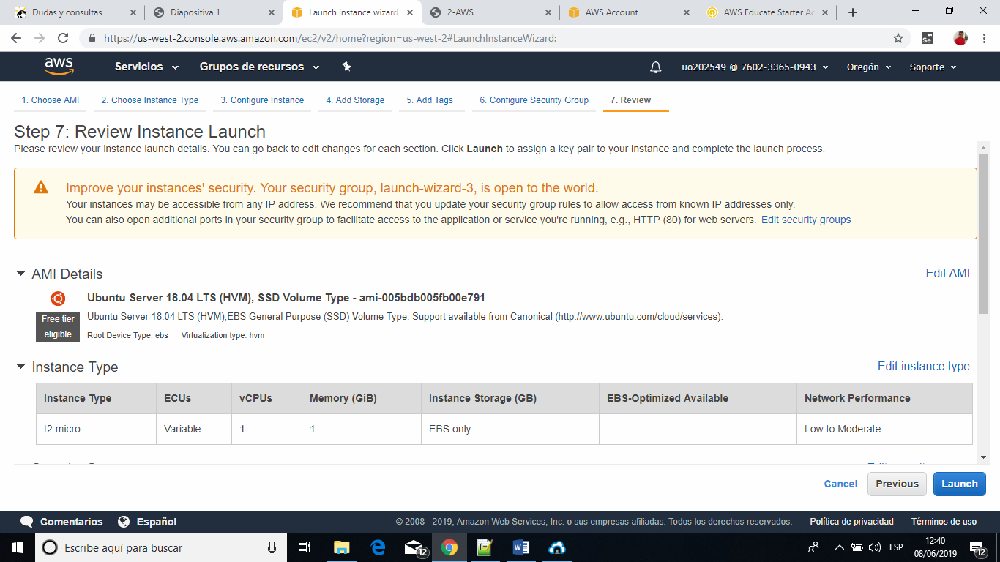 Dudas y consultas
Diapositiva 1
Launch instance wizard
2-AWS
AWS Account
AWS Educate Starter Ac
https://us-west-2.console.aws.amazon.com/ec2/v2/home?region=us-west-2#LaunchInstanceWizard:
Se
aws
Servicios
Grupos de recursos
uo202549 @ 7602-3365-0943
Oregón
Soporte
1. Choose AMI
2. Choose Instance Type
3. Configure Instance
4. Add Storage
5. Add Tags
6. Configure Security Group
7. Review
Step 7: Review Instance Launch
Please review your instance launch details. You can go back to edit changes for each section. Click Launch to assign a key pair to your instance and complete the launch process.
Improve your instances' security. Your security group, launch-wizard-3, is open to the world.
Your instances may be accessible from any IP address. We recommend that you update your security group rules to allow access from known IP addresses only.
You can also open additional ports in your security group to facilitate access to the application or service you're running, e.g., HTTP (80) for web servers. Edit security groups
AMI Details
Edit AMI
Ubuntu Server 18.04 LTS (HVM), SSD Volume Type - ami-005bdb005fb00e791
Free tier
eligible
Ubuntu Server 18.04 LTS (HVM),EBS General Purpose (SSD) Volume Type. Support available from Canonical (http://www.ubuntu.com/cloud/services).
Root Device Type: ebs Virtualization type: hvm
Instance Type
Edit instance type
Instance Type ECUs vCPUs Memory (GiB) Instance Storage (GB) EBS-Optimized Available Network Performance
t2.micro Variable 1 1 EBS only - Low to Moderate
Cancel
Previous
Launch
Comentarios
Español
© 2008 - 2019, Amazon Web Services, Inc. o sus empresas afiliadas. Todos los derechos reservados.
Política de privacidad
Términos de uso
Escribe aquí para buscar
12
ESP
12:40
08/06/2019
12